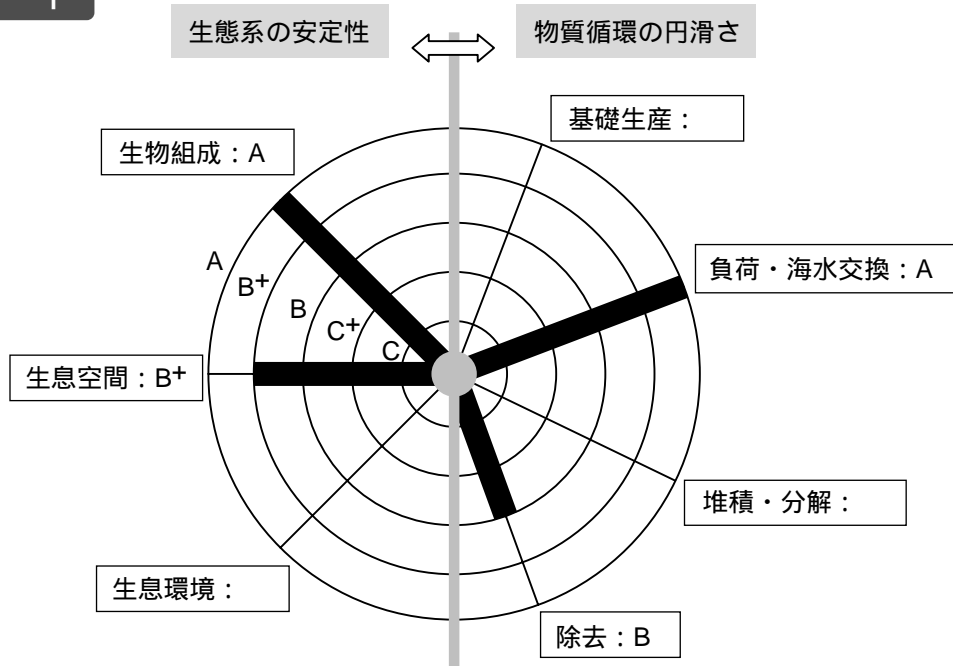 生態系の安定性
物質循環の円滑さ
基礎生産：
生物組成：A
負荷・海水交換：A
A
B+
B
C+
C
生息空間：B+
堆積・分解：
生息環境：
除去：B